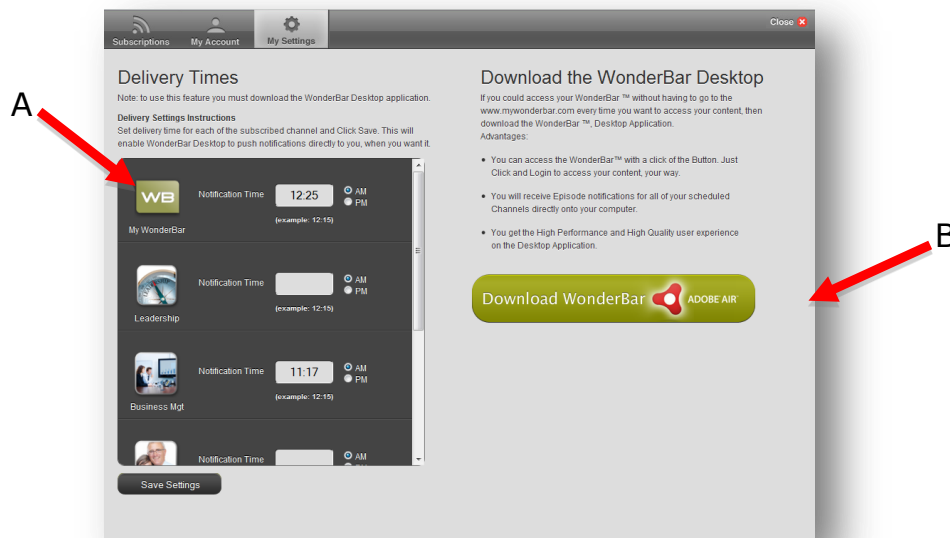 Close
Subscriptions
My Account
My Settings
A
Delivery Times
Note: to use this feature you must download the WonderBar Desktop application.
Delivery Settings Instructions
Set delivery time for each of the subscribed channel and Click Save. This will
enable WonderBar Desktop to push notifications directly to you, when you want it.
WB
My WonderBar
Notification Time
12:25
AM
PM
(example: 12:15)
Leadership
Notification Time
AM
PM
(example: 12:15)
Business Mgt
Notification Time
11:17
AM
PM
(example: 12:15)
Notification Time
AM
Save Settings
Download the WonderBar Desktop
If you could access your WonderBar ™ without having to go to the
www.mywonderbar.com every time you want to access your content, then
download the WonderBar ™, Desktop Application.
Advantages:
• You can access the WonderBar™ with a click of the Button. Just
Click and Login to access your content, your way.
• You will receive Episode notifications for all of your scheduled
Channels directly onto your computer.
• You get the High Performance and High Quality user experience
on the Desktop Application.
Download WonderBar
ADOBE AIR
B